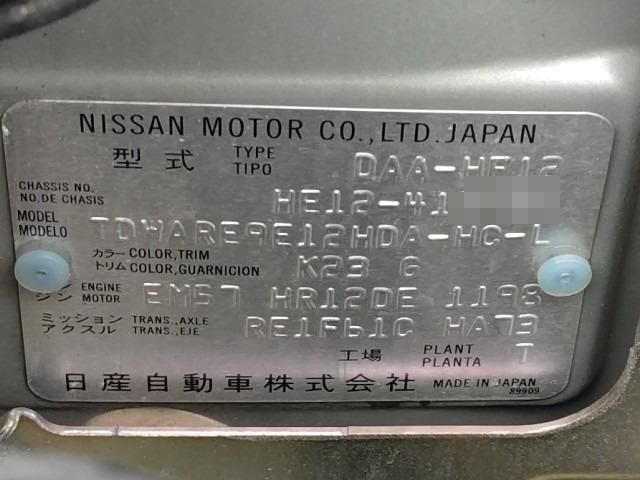 NISSAN MOTOR CO.,LTD. JAPAN
型式 TYPE TIPO DAA-HE12
CHASSIS NO. NO.DE CHASIS HE12-41
MODEL MODELO TDWARE9E12HDA-HC-L
カラー COLOR,TRIM
トリム COLOR,GUARNICION K23 G
ジン ENGINE MOTOR EM57 HR12DE 1198
ミッション TRANS.,AXLE
アクスル TRANS.,EJE RE1F61C HA73
工場 PLANT PLANTA T
日産自動車株式会社 MADE IN JAPAN
89909